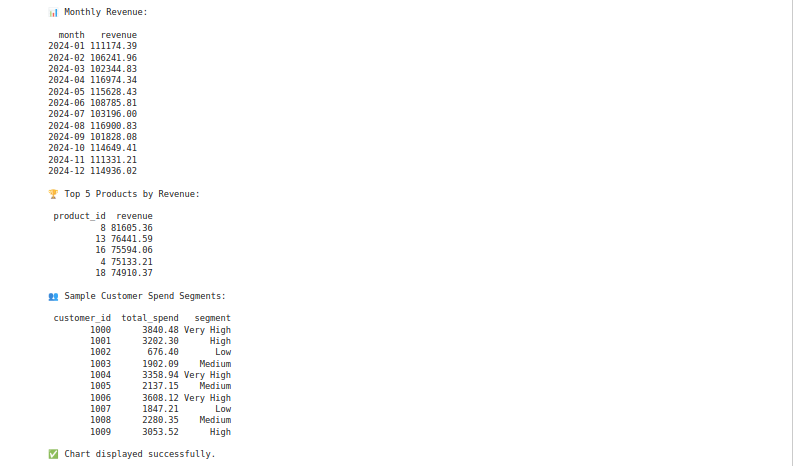 📊 Monthly Revenue:
month revenue
2024-01 111174.39
2024-02 106241.96
2024-03 102344.83
2024-04 116974.34
2024-05 115628.43
2024-06 108785.81
2024-07 103196.00
2024-08 116900.83
2024-09 101828.08
2024-10 114649.41
2024-11 111331.21
2024-12 114936.02
🏆 Top 5 Products by Revenue:
product_id revenue
8 81605.36
13 76441.59
16 75594.06
4 75133.21
18 74910.37
👥 Sample Customer Spend Segments:
customer_id total_spend segment
1000 3840.48 Very High
1001 3202.30 High
1002 676.40 Low
1003 1902.09 Medium
1004 3358.94 Very High
1005 2137.15 Medium
1006 3608.12 Very High
1007 1847.21 Low
1008 2280.35 Medium
1009 3053.52 High
✅ Chart displayed successfully.